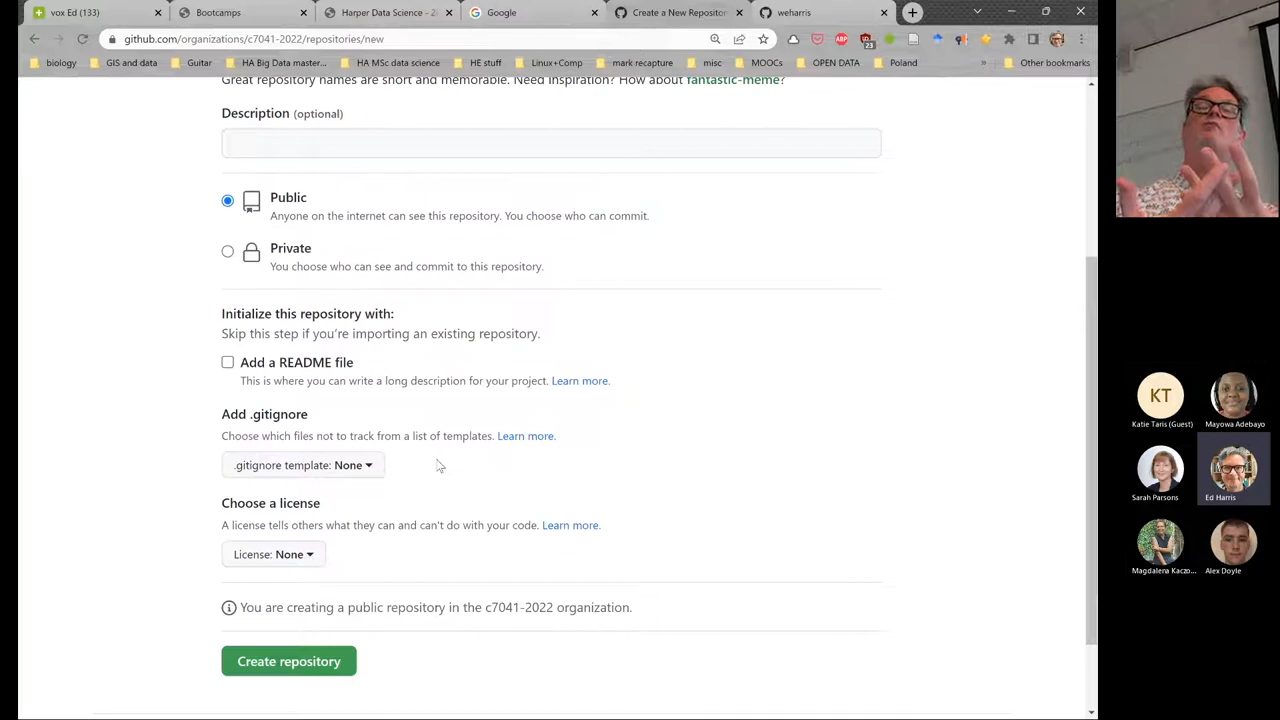 vox Ed (133)
Bootcamps
Harper Data Science - 2
Google
Create a New Repositor
weharris
github.com/organizations/c7041-2022/repositories/new
ABP
23
biology
GIS and data
Guitar
HA Big Data master...
HA MSc data science
HE stuff
Linux+Comp
mark recapture
misc
MOOCs
OPEN DATA
Poland
»
Other bookmarks
Great repository names are short and memorable. Need inspiration? How about fantastic-meme?
Description (optional)
Public
Anyone on the internet can see this repository. You choose who can commit.
Private
You choose who can see and commit to this repository.
Initialize this repository with:
Skip this step if you're importing an existing repository.
Add a README file
This is where you can write a long description for your project. Learn more.
Add .gitignore
Choose which files not to track from a list of templates. Learn more.
.gitignore template: None
Choose a license
A license tells others what they can and can't do with your code. Learn more.
License: None
You are creating a public repository in the c7041-2022 organization.
Create repository
KT
Katie Taris (Guest)
Mayowa Adebayo
Sarah Parsons
Ed Harris
Magdalena Kaczo...
Alex Doyle